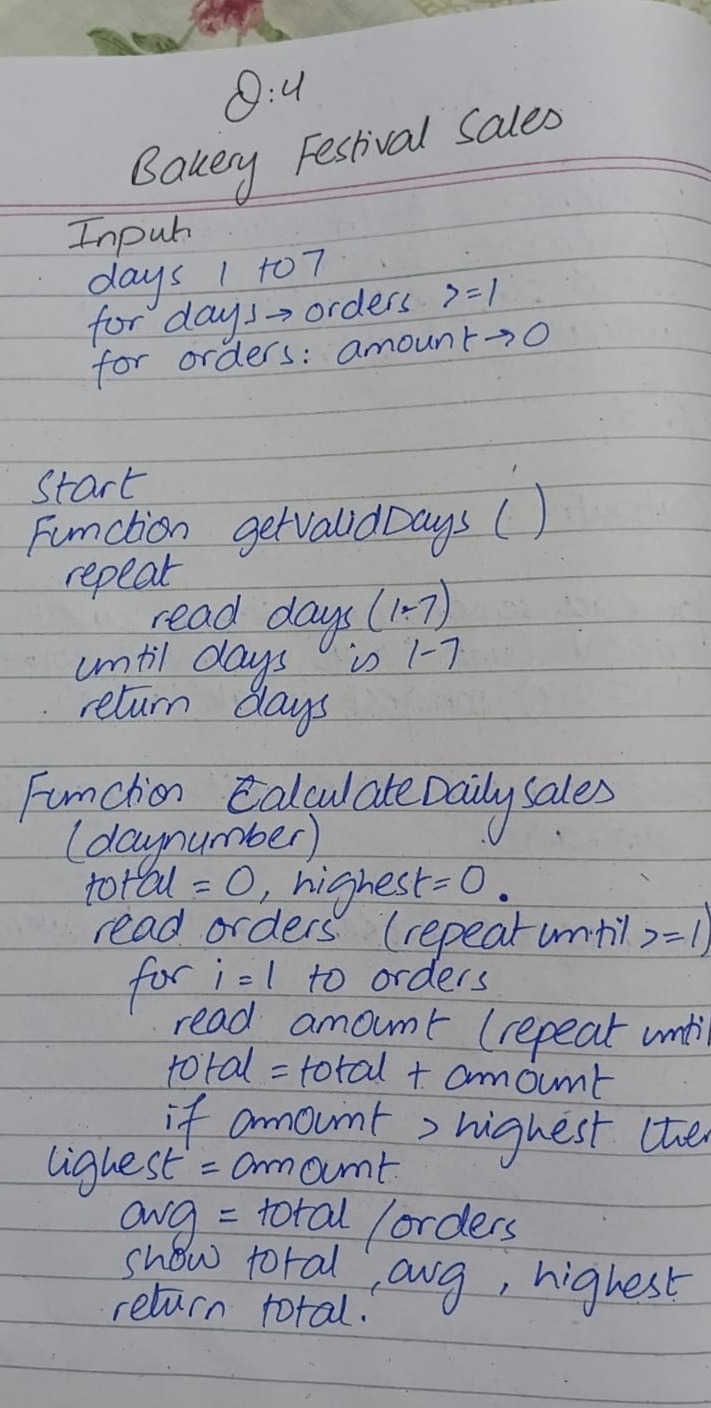 Q:4
Bakery Festival Sales
Input
days 1 to 7
for days → orders >=1
for orders: amount → 0
Start
Function getvalidDays ( )
repeat
read days (1-7)
until days is 1-7
return days
Function CalculateDailysales
(daynumber)
total = 0, highest = 0.
read orders (repeat until >=1)
for i = 1 to orders
read amount (repeat until
total = total + amount
if amount > highest (then
highest = amount
avg = total / orders
show total, avg, highest
return total.